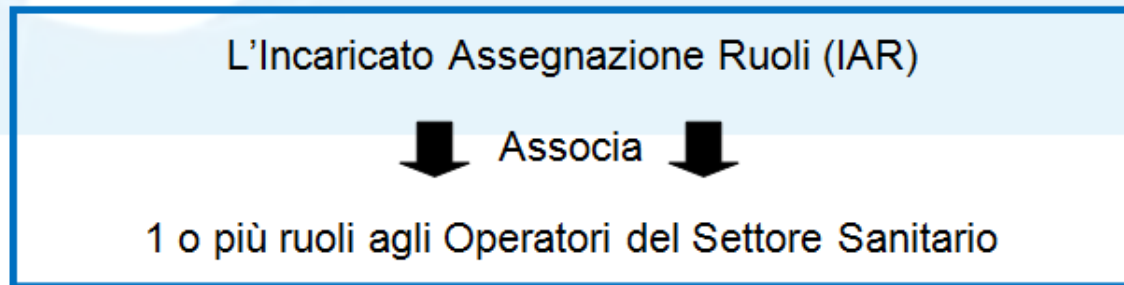 L'Incaricato Assegnazione Ruoli (IAR)
Associa
1 o più ruoli agli Operatori del Settore Sanitario